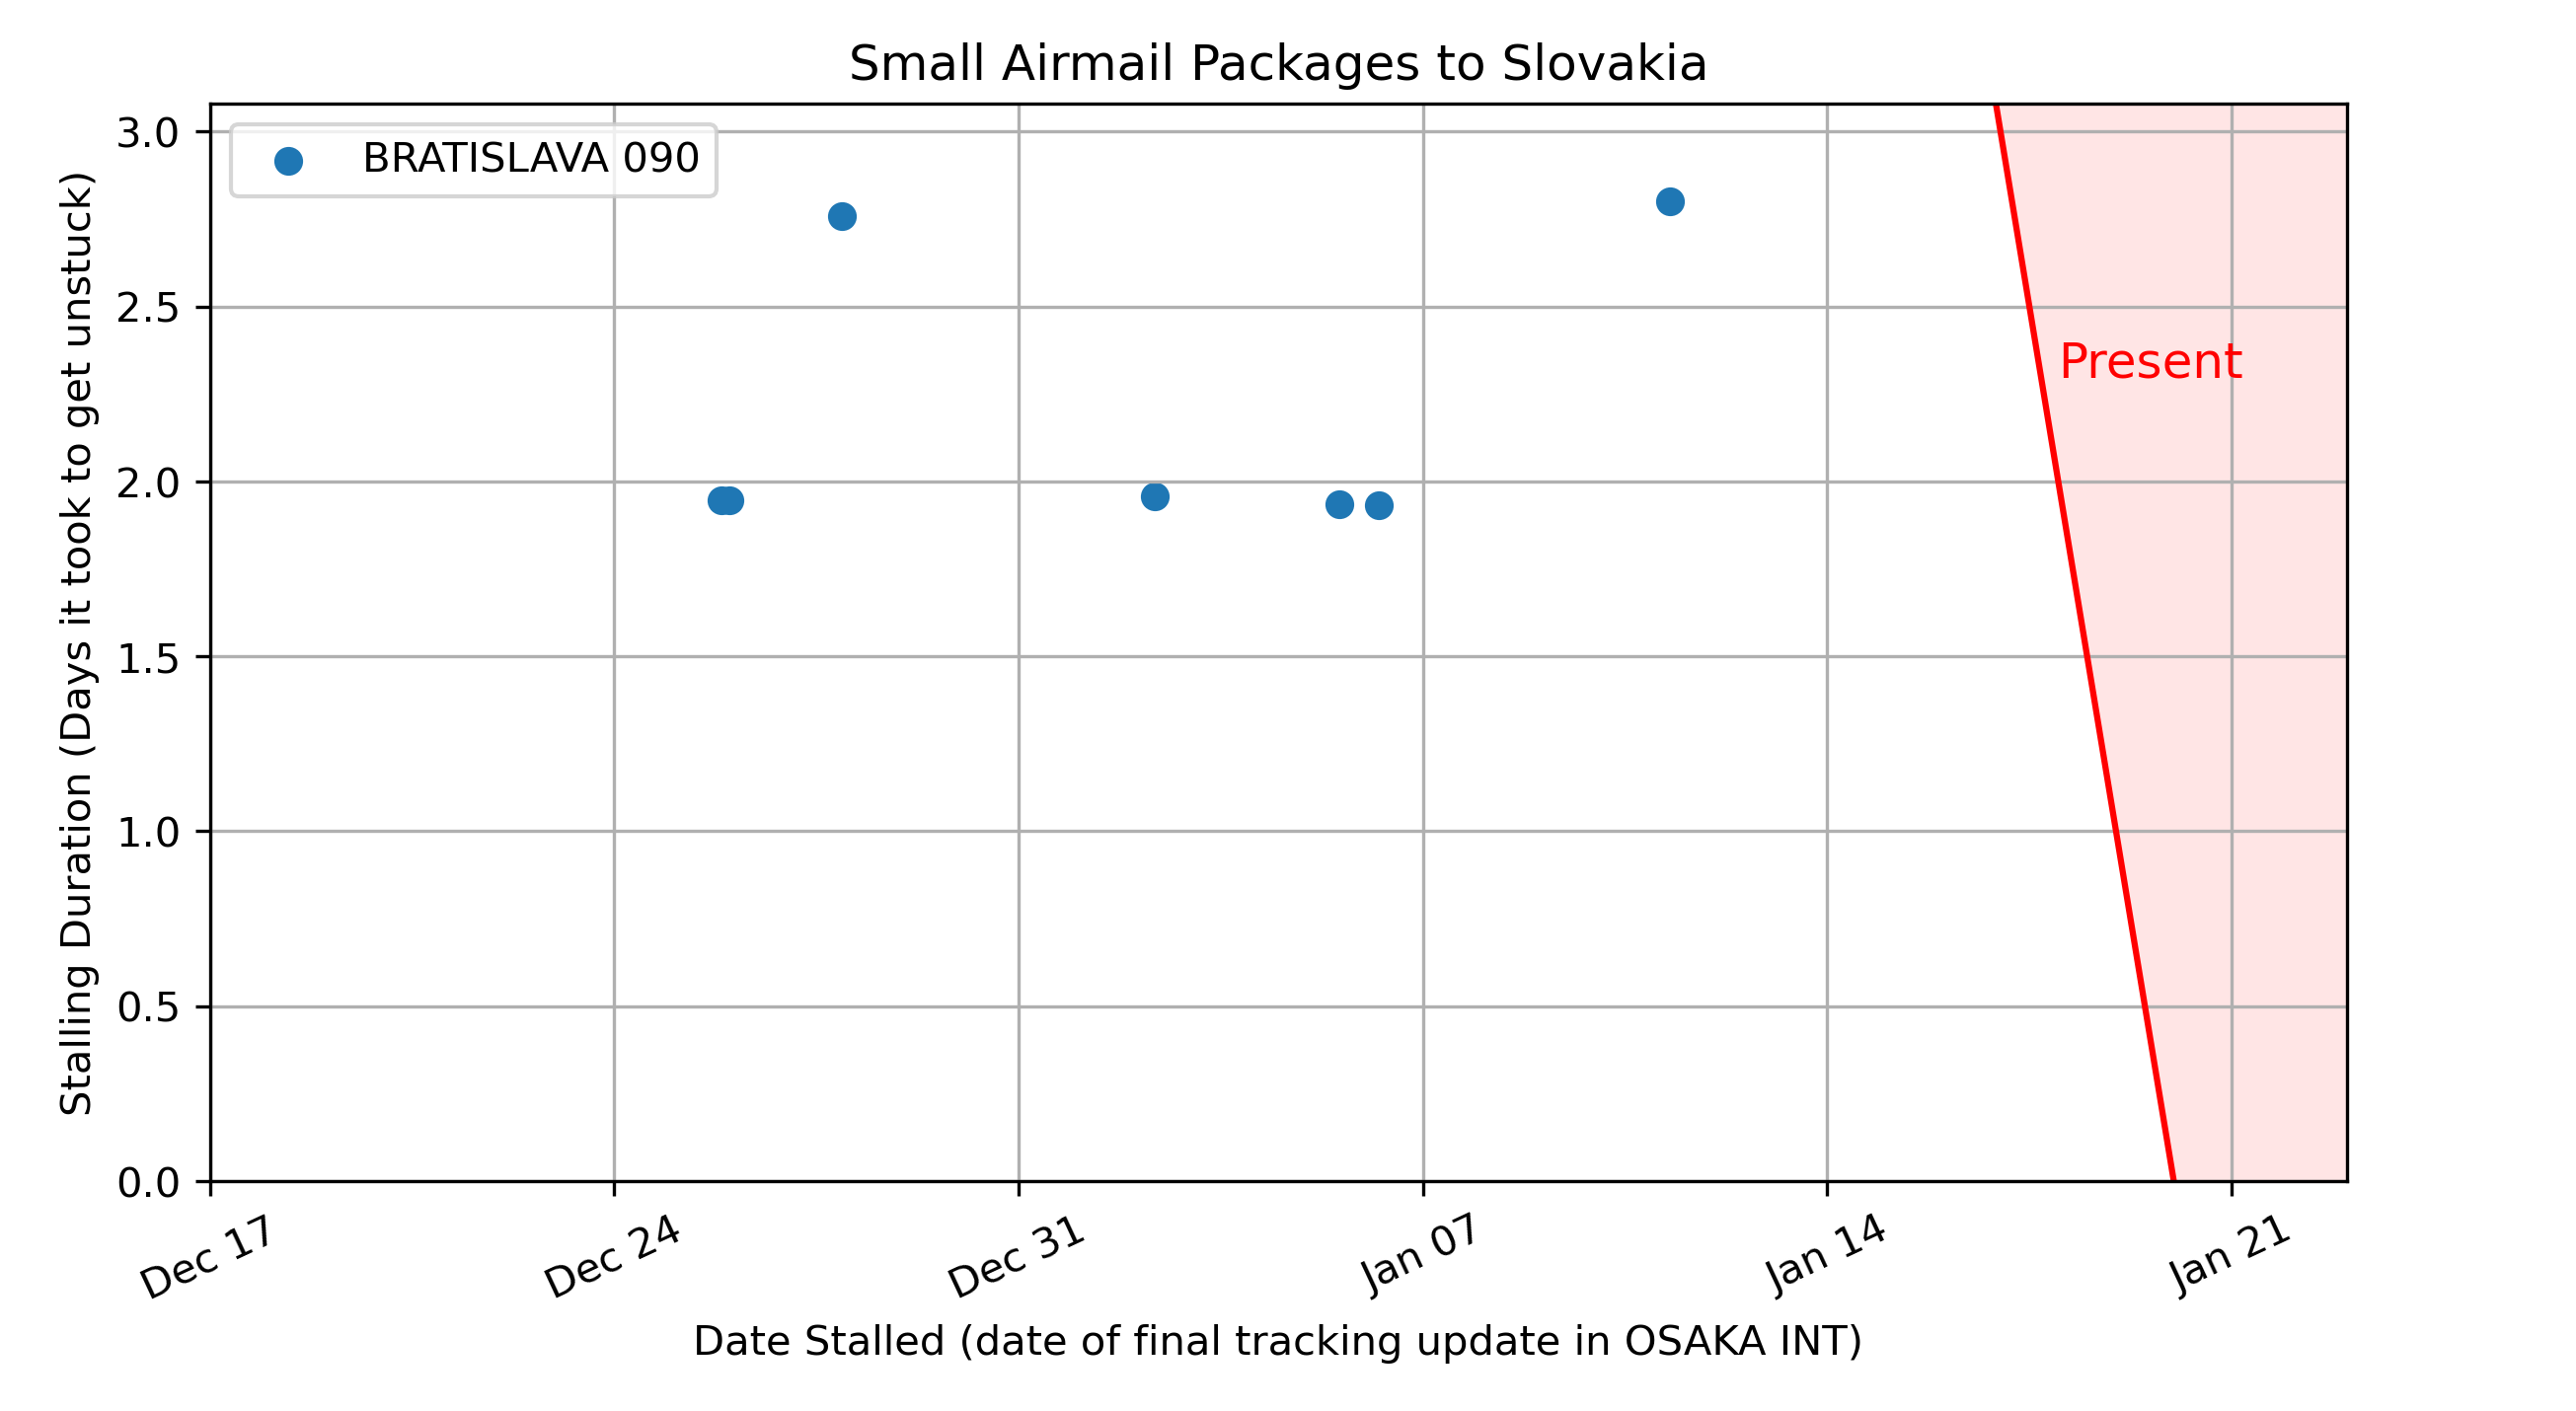 Small Airmail Packages to Slovakia
BRATISLAVA 090
Present
Stalling Duration (Days it took to get unstuck)
3.0
2.5
2.0
1.5
1.0
0.5
0.0
Dec 17
Dec 24
Dec 31
Jan 07
Jan 14
Jan 21
Date Stalled (date of final tracking update in OSAKA INT)